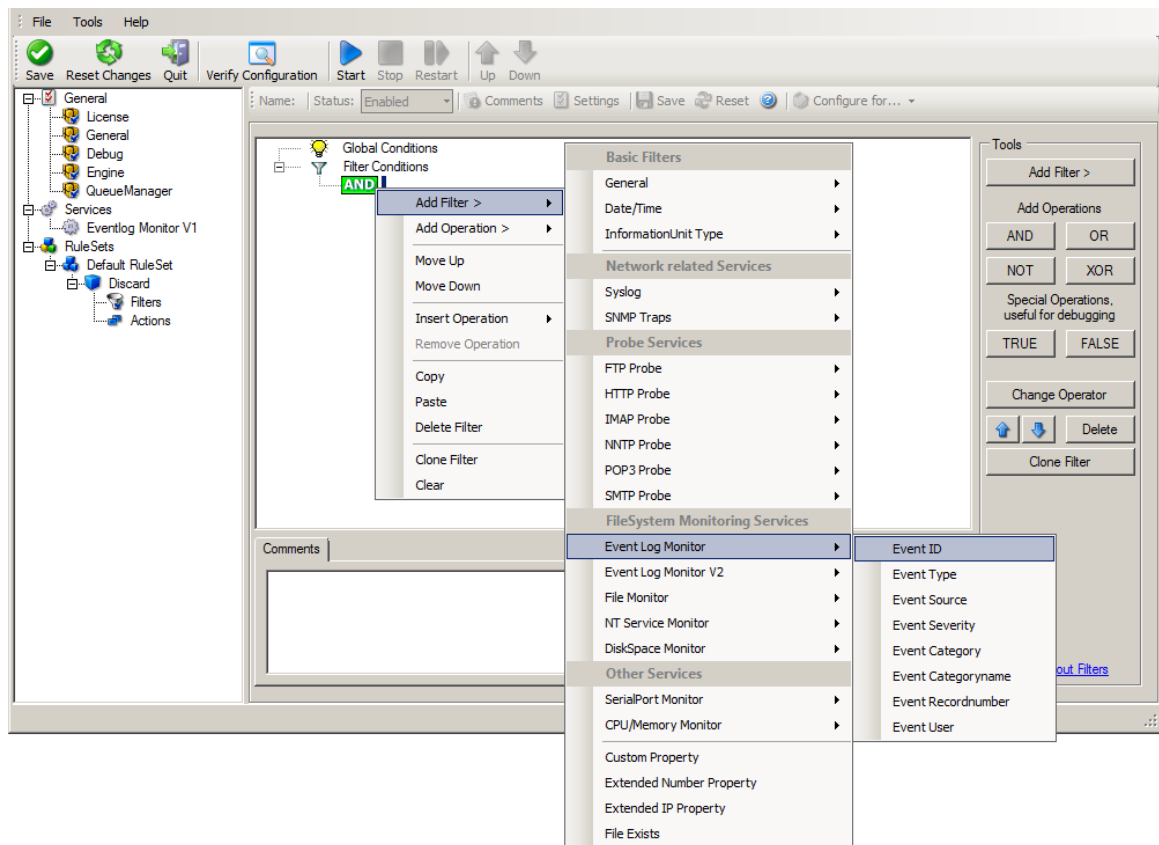 File Tools Help
Save Reset Changes Quit Verify Configuration Start Stop Restart Up Down
General
License
General
Debug
Engine
QueueManager
Services
Eventlog Monitor V1
RuleSets
Default RuleSet
Discard
Filters
Actions
Name: Status: Enabled Comments Settings Save Reset Configure for...
Global Conditions
Filter Conditions
AND
Add Filter >
Add Operation >
Move Up
Move Down
Insert Operation
Remove Operation
Copy
Paste
Delete Filter
Clone Filter
Clear
Basic Filters
General
Date/Time
InformationUnit Type
Network related Services
Syslog
SNMP Traps
Probe Services
FTP Probe
HTTP Probe
IMAP Probe
NNTP Probe
POP3 Probe
SMTP Probe
FileSystem Monitoring Services
Event Log Monitor
Event Log Monitor V2
File Monitor
NT Service Monitor
DiskSpace Monitor
Other Services
SerialPort Monitor
CPU/Memory Monitor
Custom Property
Extended Number Property
Extended IP Property
File Exists
Event ID
Event Type
Event Source
Event Severity
Event Category
Event Categoryname
Event Recordnumber
Event User
Tools
Add Filter >
Add Operations
AND OR
NOT XOR
Special Operations,
useful for debugging
TRUE FALSE
Change Operator
Delete
Clone Filter
out Filters
Comments